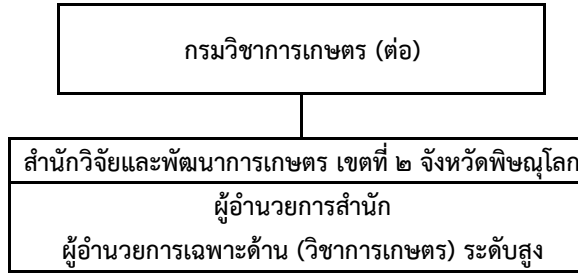 กรมวิชาการเกษตร (ต่อ)
สำนักวิจัยและพัฒนาการเกษตร เขตที่ ๒ จังหวัดพิษณุโลก
ผู้อำนวยการสำนัก
ผู้อำนวยการเฉพาะด้าน (วิชาการเกษตร) ระดับสูง